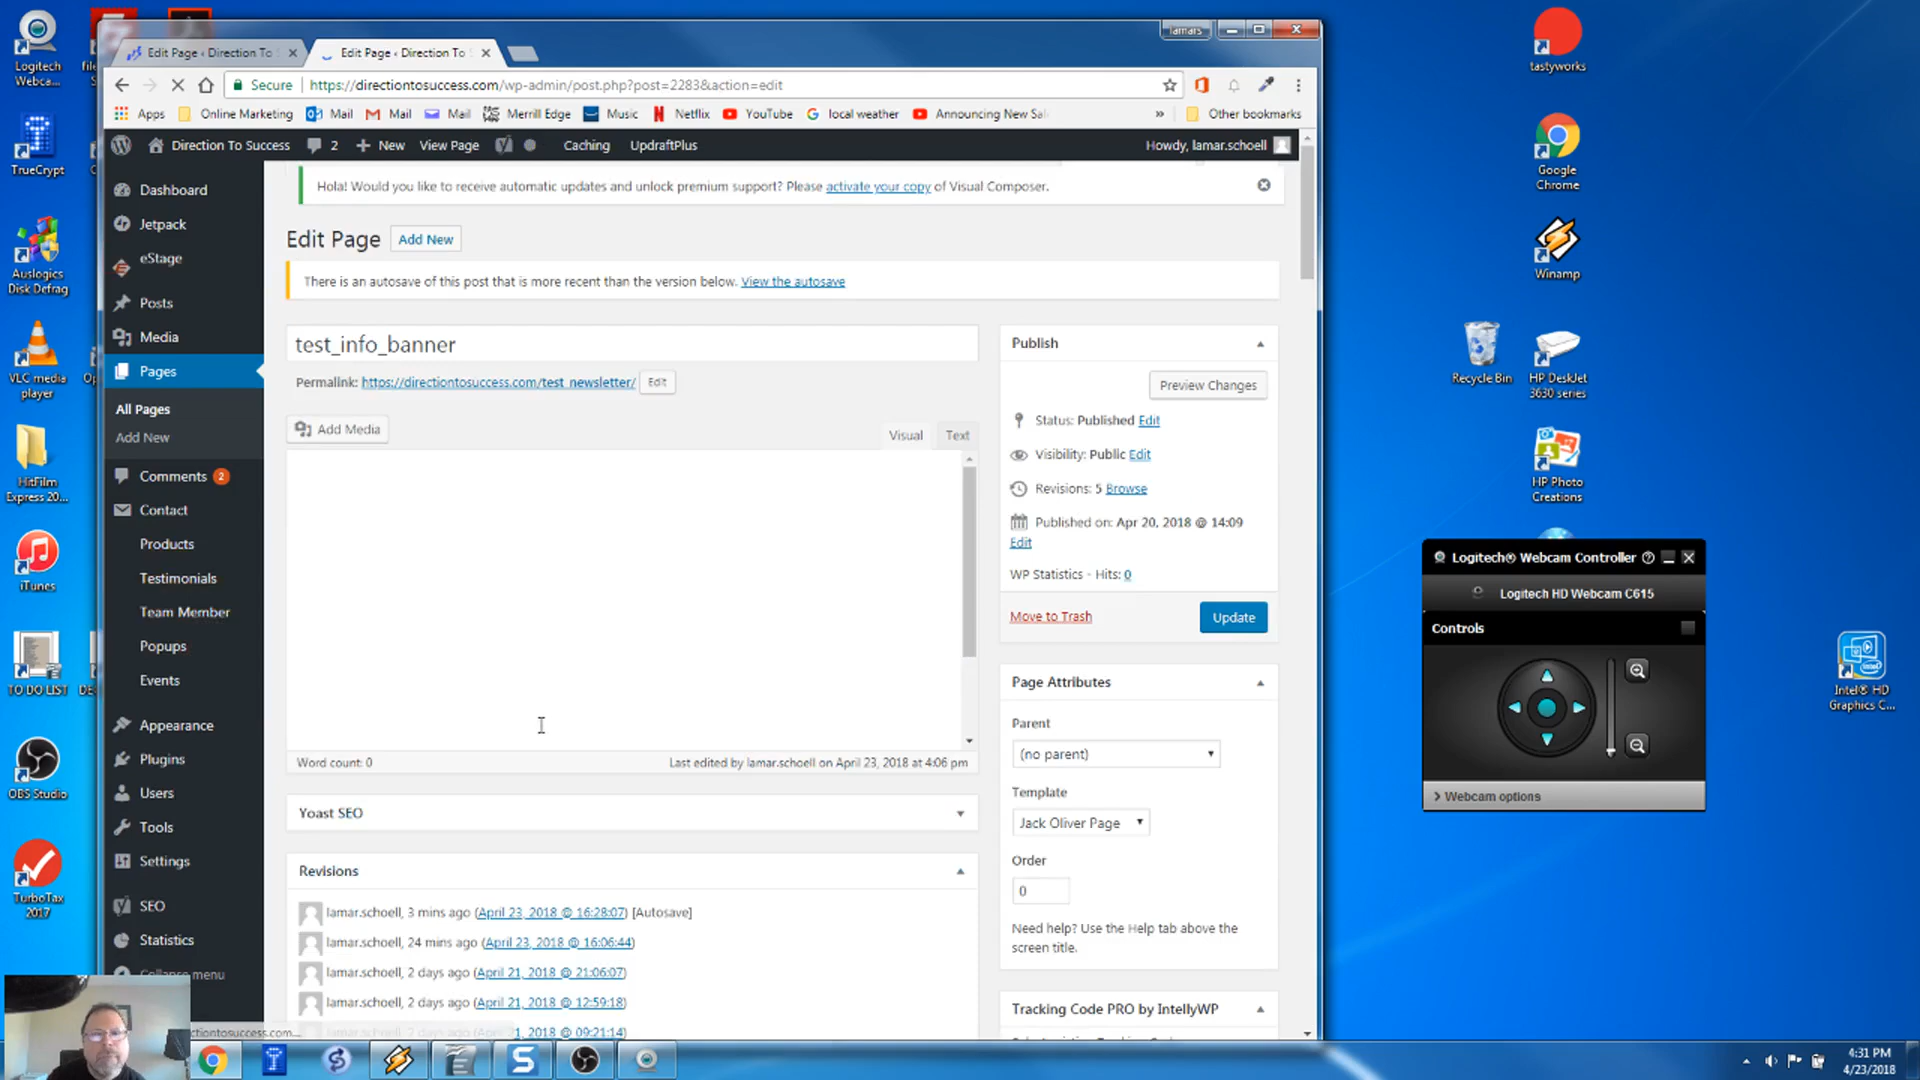 lamars
Edit Page ‹ Direction To
Edit Page ‹ Direction To
Secure https://directiontosuccess.com/wp-admin/post.php?post=2283&action=edit
Apps Online Marketing Mail Mail Mail Merrill Edge Music Netflix YouTube local weather Announcing New » Other bookmarks
Direction To Success 2 New View Page Caching UpdraftPlus Howdy, lamar.schoell
Hola! Would you like to receive automatic updates and unlock premium support? Please activate your copy of Visual Composer.
Edit Page Add New
There is an autosave of this post that is more recent than the version below. View the autosave
test_info_banner
Permalink: https://directiontosuccess.com/test_newsletter/ Edit
Add Media
Visual Text
Word count: 0 Last edited by lamar.schoell on April 23, 2018 at 4:06 pm
Yoast SEO
Revisions
lamar.schoell, 3 mins ago (April 23, 2018 @ 16:28:07) [Autosave]
lamar.schoell, 24 mins ago (April 23, 2018 @ 16:06:44)
lamar.schoell, 2 days ago (April 21, 2018 @ 21:06:07)
lamar.schoell, 2 days ago (April 21, 2018 @ 12:59:18)
lamar.schoell, 2 days ago 21, 2018 @ 09:21:14)
Dashboard
Jetpack
eStage
Posts
Media
Pages
All Pages
Add New
Comments 2
Contact
Products
Testimonials
Team Member
Popups
Events
Appearance
Plugins
Users
Tools
Settings
SEO
Statistics
Collapse menu
Publish
Preview Changes
Status: Published Edit
Visibility: Public Edit
Revisions: 5 Browse
Published on: Apr 20, 2018 @ 14:09
Edit
WP Statistics - Hits: 0
Move to Trash Update
Page Attributes
Parent
(no parent)
Template
Jack Oliver Page
Order
0
Need help? Use the Help tab above the
screen title.
Tracking Code PRO by IntellyWP
Logitech
Webca...
TrueCrypt
Auslogics
Disk Defrag
VLC media
player
HitFilm
Express 20...
iTunes
TO DO LIST
OBS Studio
TurboTax
2017
tastyworks
Google
Chrome
Winamp
Recycle Bin
HP DeskJet
3630 series
HP Photo
Creations
Logitech® Webcam Controller
Logitech HD Webcam C615
Controls
Webcam options
Intel® HD
Graphics C...
4:31 PM
4/23/2018